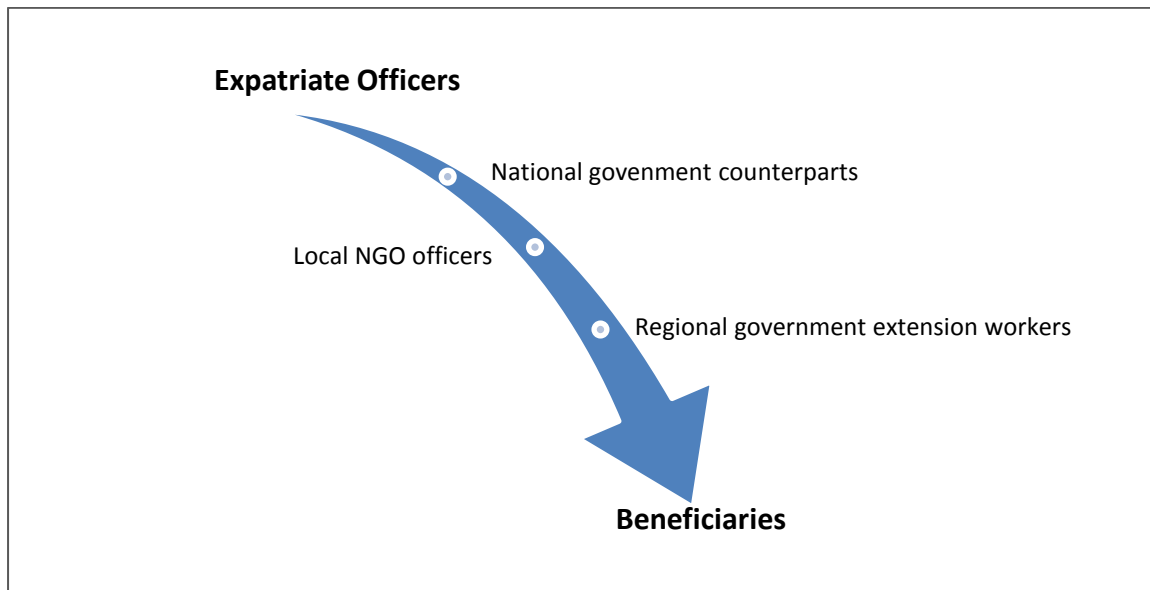 Expatriate Officers
National govenment counterparts
Local NGO officers
Regional government extension workers
Beneficiaries